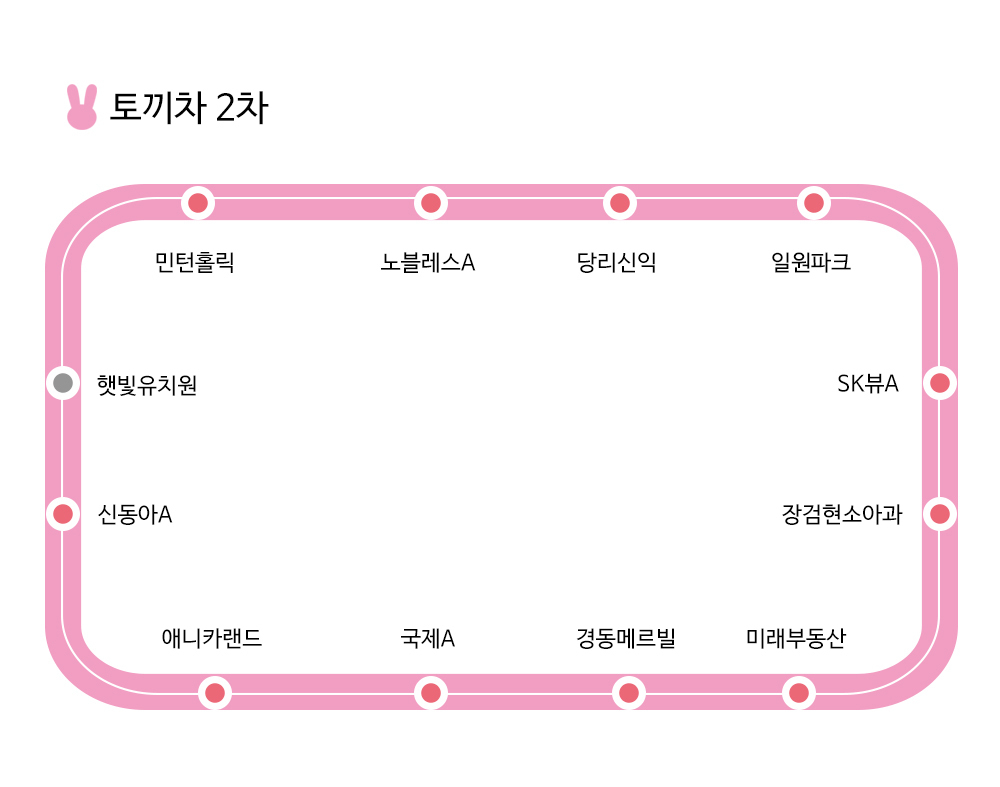 토끼차 2차
민턴홀릭
노블레스A
당리신익
일원파크
햇빛유치원
SK뷰A
신동아A
장검현소아과
애니카랜드
국제A
경동메르빌
미래부동산